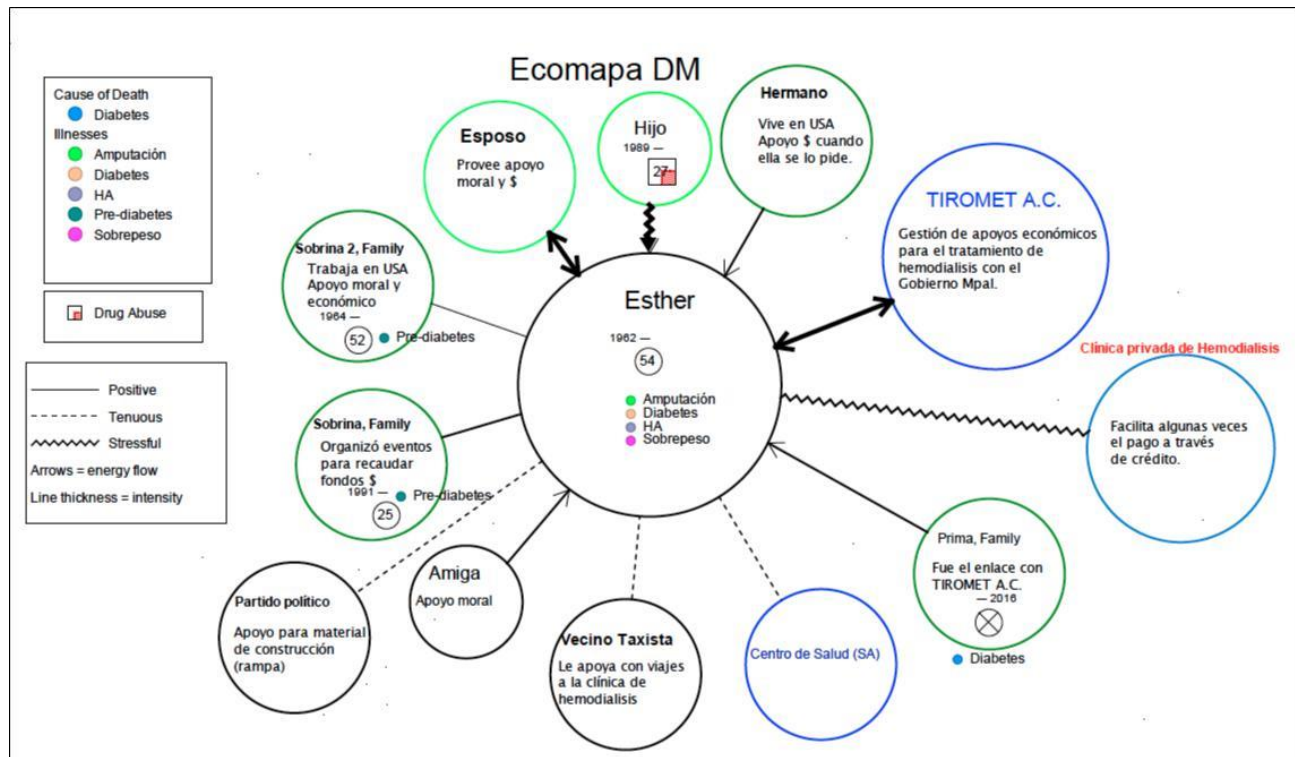 Ecomapa DM
Cause of Death
Diabetes
Illnesses
Amputación
Diabetes
HA
Pre-diabetes
Sobrepeso
Drug Abuse
Positive
Tenuous
Stressful
Arrows = energy flow
Line thickness = intensity
Esposo
Provee apoyo
moral y $
Hijo
1989 —
27
Hermano
Vive en USA
Apoyo $ cuando
ella se lo pide.
TIROMET A.C.
Gestión de apoyos económicos
para el tratamiento de
hemodialisis con el
Gobierno Mpal.
Sobrina 2, Family
Trabaja en USA
Apoyo moral y
económico
1964 —
52
Pre-diabetes
Esther
1962 —
54
Amputación
Diabetes
HA
Sobrepeso
Clínica privada de Hemodialisis
Facilita algunas veces
el pago a través
de crédito.
Sobrina, Family
Organizó eventos
para recaudar
fondos $
1991 —
Pre-diabetes
25
Prima, Family
Fue el enlace con
TIROMET A.C.
— 2016
Diabetes
Partido político
Apoyo para material
de construcción
(rampa)
Amiga
Apoyo moral
Vecino Taxista
Le apoya con viajes
a la clínica de
hemodialisis
Centro de Salud (SA)